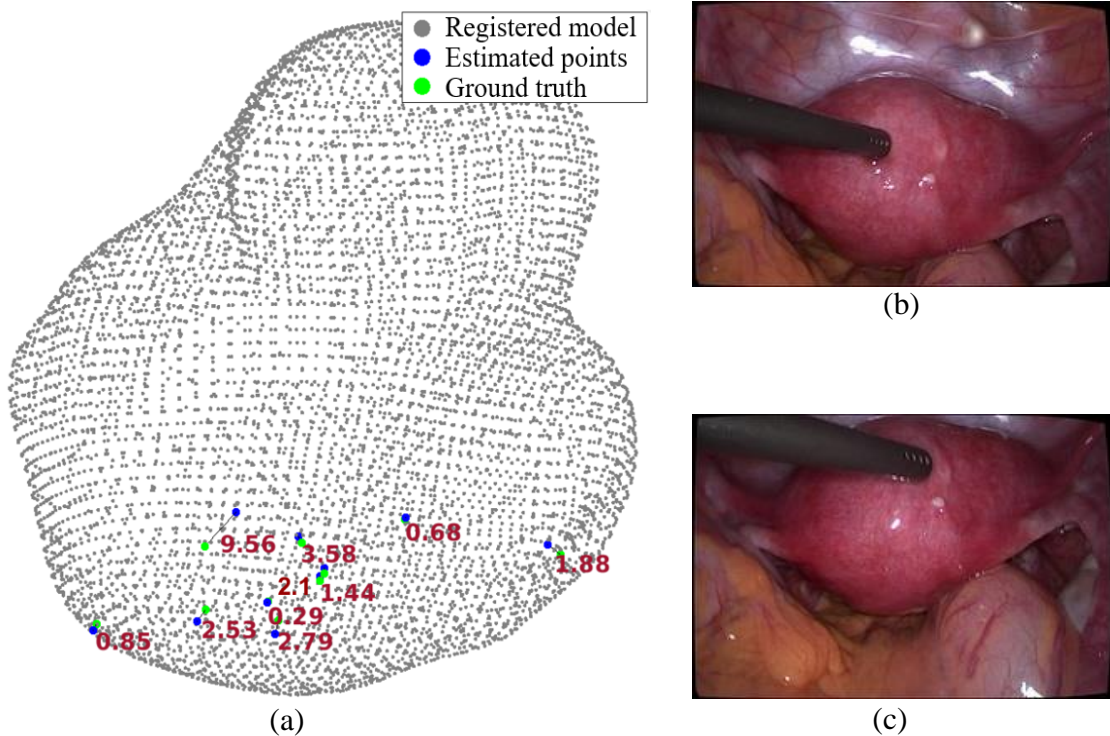 Registered model
Estimated points
Ground truth
9.56
3.58
0.68
1.88
2.1
1.44
0.29
2.53
2.79
0.85
(a)
(b)
(c)